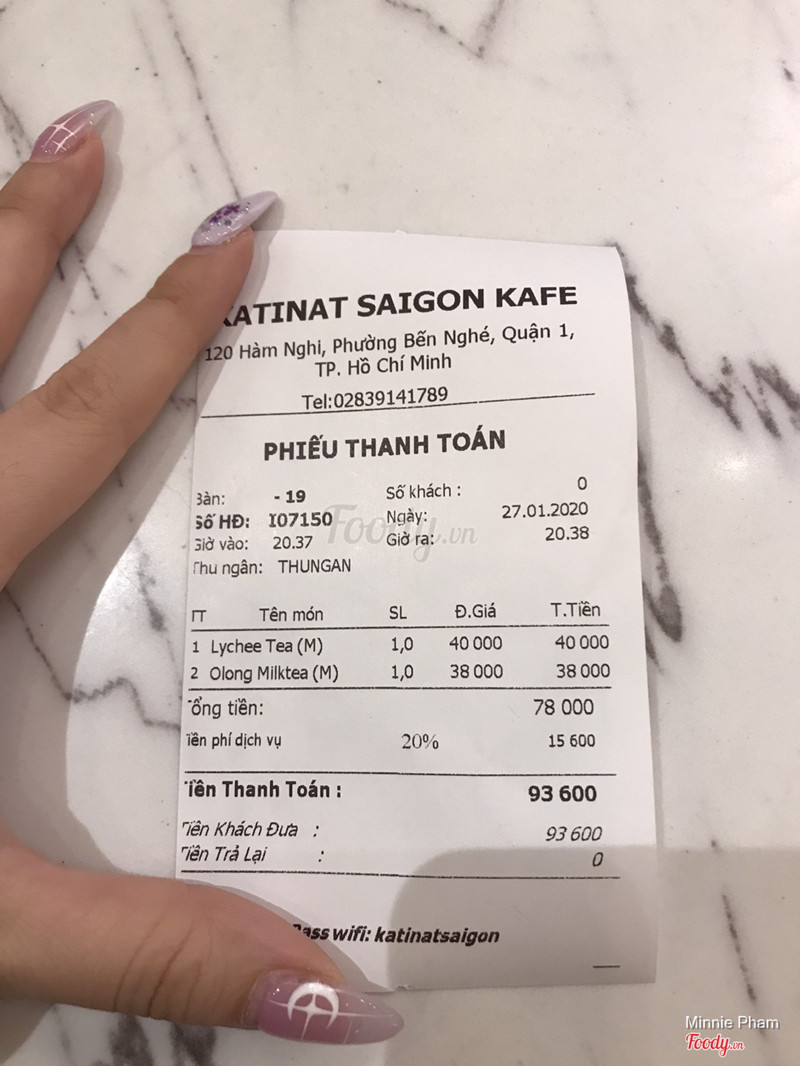 KATINAT SAIGON KAFE
120 Hàm Nghi, Phường Bến Nghé, Quận 1,
TP. Hồ Chí Minh
Tel:02839141789
PHIẾU THANH TOÁN
Bàn: - 19 Số khách : 0
Số HĐ: I07150 Ngày: 27.01.2020
Giờ vào: 20.37 Giờ ra: 20.38
Thu ngân: THUNGAN
TT Tên món SL Đ.Giá T.Tiền
1 Lychee Tea (M) 1,0 40 000 40 000
2 Olong Milktea (M) 1,0 38 000 38 000
Tổng tiền: 78 000
Tiền phí dịch vụ 20% 15 600
Tiền Thanh Toán : 93 600
Tiền Khách Đưa : 93 600
Tiền Trả Lại : 0
Pass wifi: katinatsaigon
Foody.vn
Minnie Pham
Foody.vn